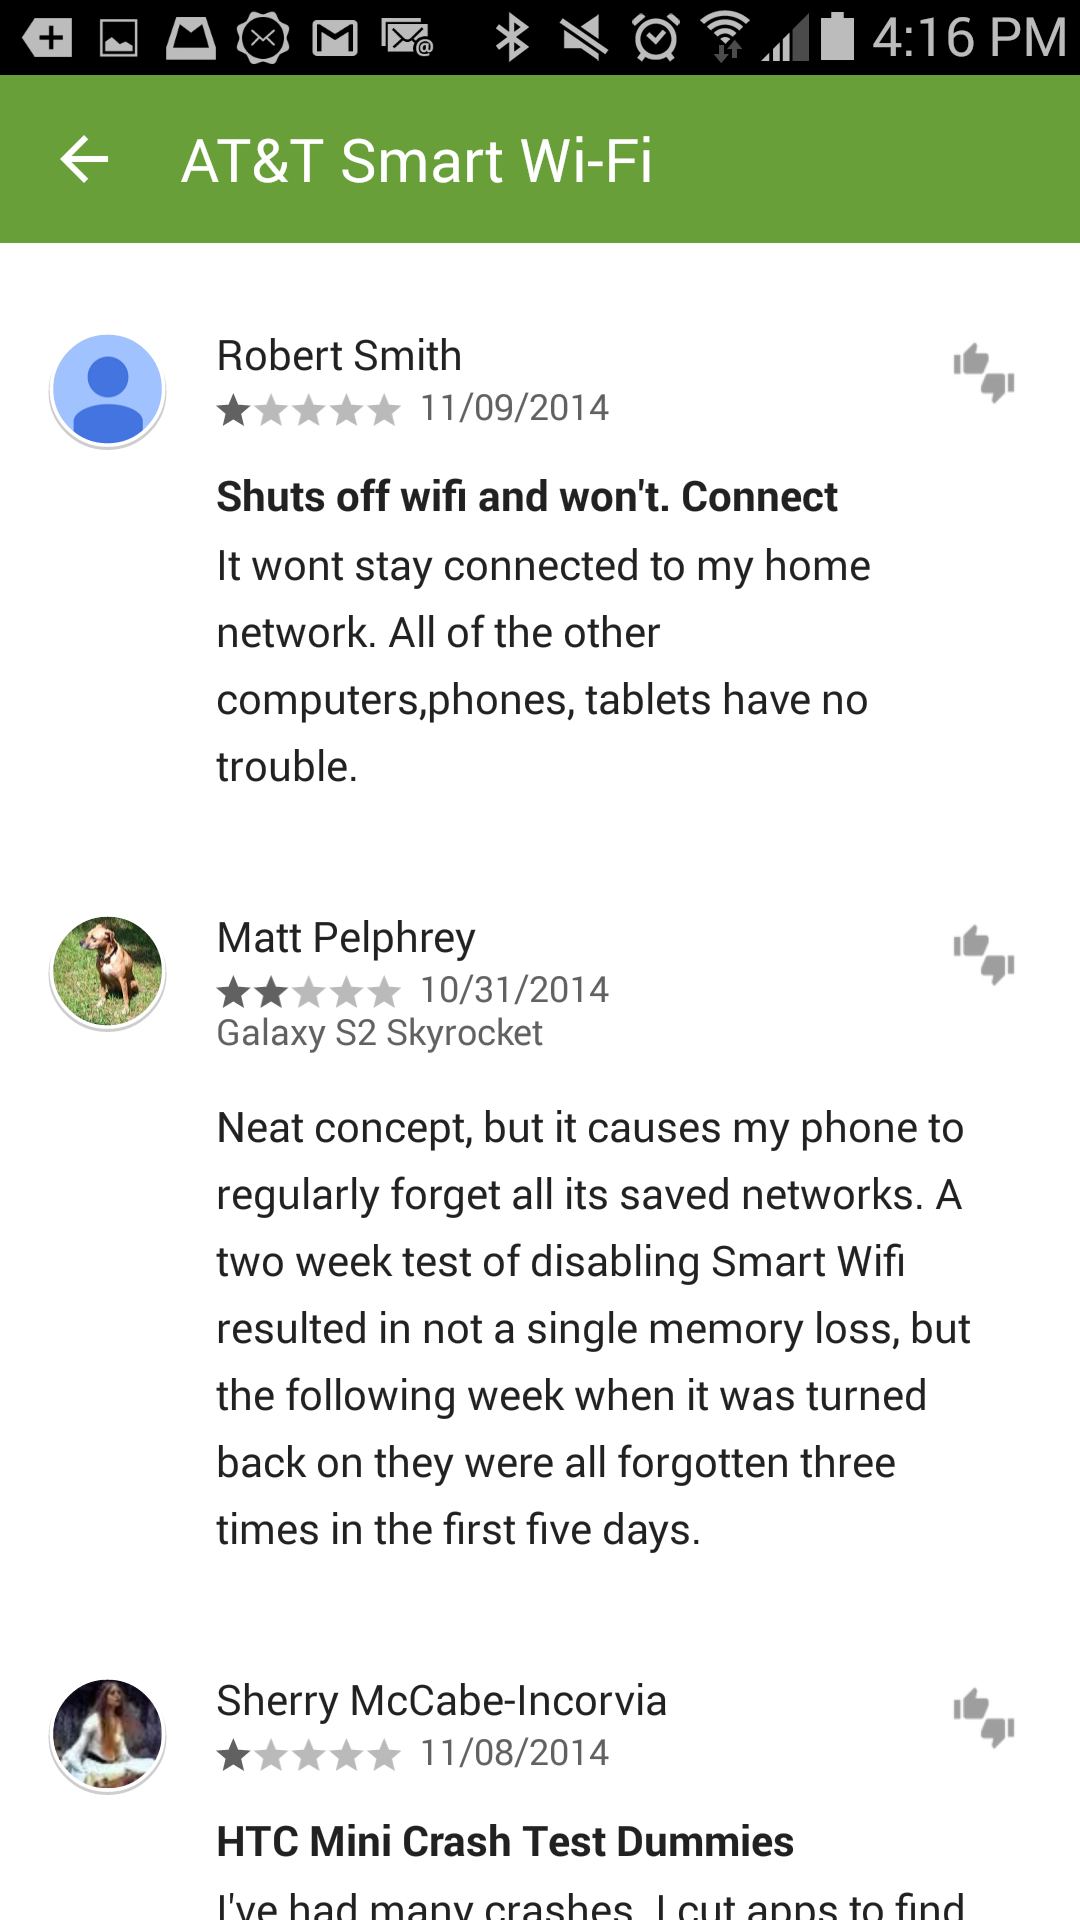 4:16 PM
AT&T Smart Wi-Fi
Robert Smith
11/09/2014
Shuts off wifi and won't. Connect
It wont stay connected to my home
network. All of the other
computers,phones, tablets have no
trouble.
Matt Pelphrey
10/31/2014
Galaxy S2 Skyrocket
Neat concept, but it causes my phone to
regularly forget all its saved networks. A
two week test of disabling Smart Wifi
resulted in not a single memory loss, but
the following week when it was turned
back on they were all forgotten three
times in the first five days.
Sherry McCabe-Incorvia
11/08/2014
HTC Mini Crash Test Dummies
I've had many crashes. I cut apps to find